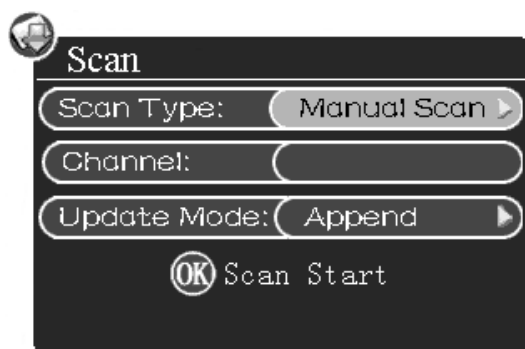 Scan
Scan Type: Manual Scan
Channel:
Update Mode: Append
OK Scan Start